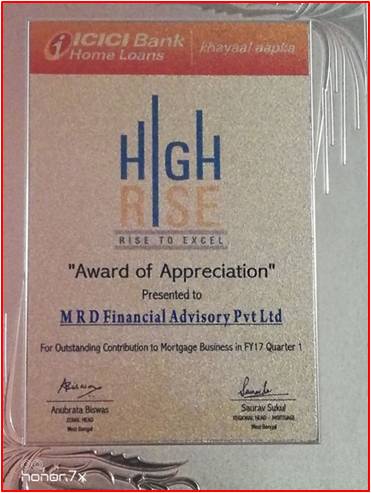 ICICI Bank
Home Loans
khayaal aapka
HIGH
RISE
RISE TO EXCEL
"Award of Appreciation"
Presented to
M R D Financial Advisory Pvt Ltd
For Outstanding Contribution to Mortgage Business in FY17 Quarter 1
Anubrata Biswas
ZONAL HEAD
West Bengal
Saurav Sukul
REGIONAL HEAD - MORTGAGE
West Bengal
honor.7x